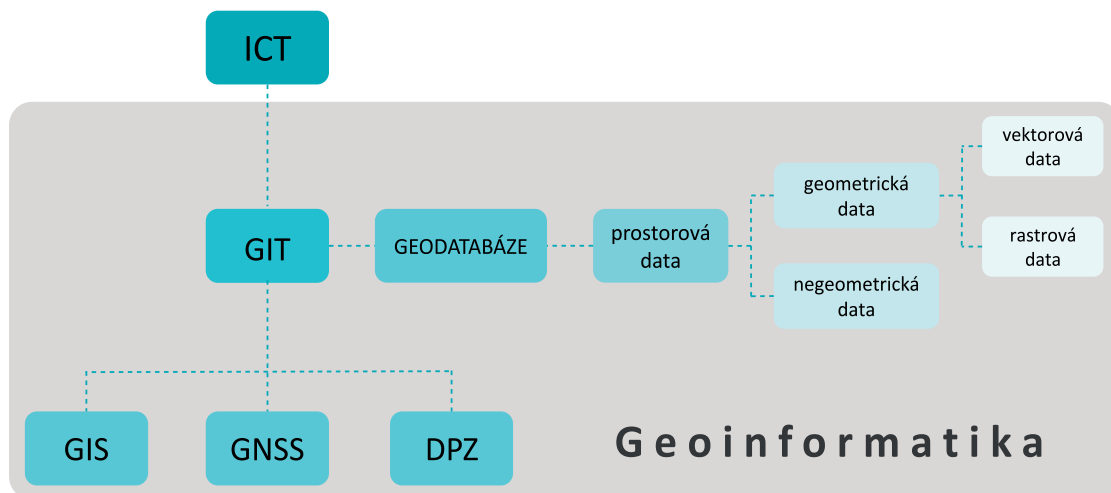 ICT
GIT
GEODATABÁZE
prostorová
data
geometrická
data
negeometrická
data
vektorová
data
rastrová
data
GIS
GNSS
DPZ
Geoinformatika